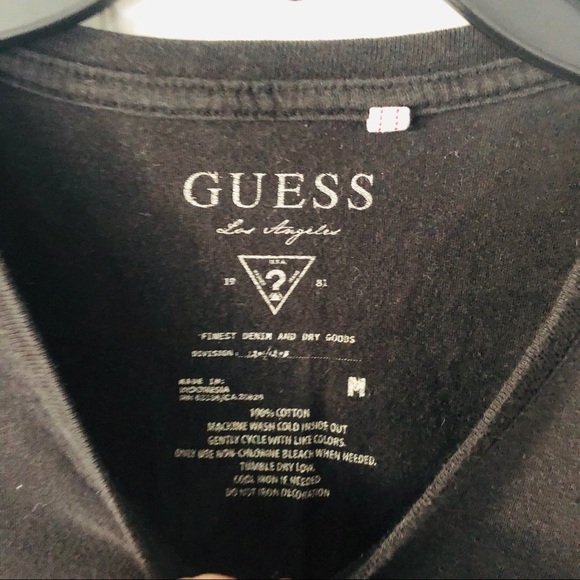 GUESS
Los Angeles
U.S.A.
?
19 81
FINEST DENIM AND DRY GOODS
DIVISION:
MADE IN:
INDONESIA
M
100% COTTON
MACHINE WASH COLD INSIDE OUT
GENTLY CYCLE WITH LIKE COLORS.
ONLY USE NON-CHLORINE BLEACH WHEN NEEDED.
TUMBLE DRY LOW.
COOL IRON IF NEEDED
DO NOT IRON DECORATION